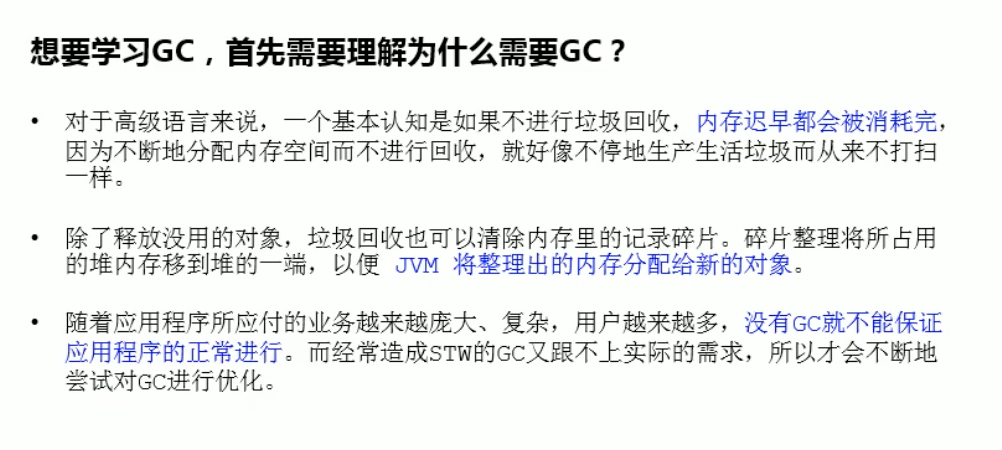 想要学习GC，首先需要理解为什么需要GC？
• 对于高级语言来说，一个基本认知是如果不进行垃圾回收，内存迟早都会被消耗完，
因为不断地分配内存空间而不进行回收，就好像不停地生产生活垃圾而从来不打扫
一样。
• 除了释放没用的对象，垃圾回收也可以清除内存里的记录碎片。碎片整理将所占用
的堆内存移到堆的一端，以便 JVM 将整理出的内存分配给新的对象。
• 随着应用程序所应付的业务越来越庞大、复杂，用户越来越多，没有GC就不能保证
应用程序的正常进行。而经常造成STW的GC又跟不上实际的需求，所以才会不断地
尝试对GC进行优化。